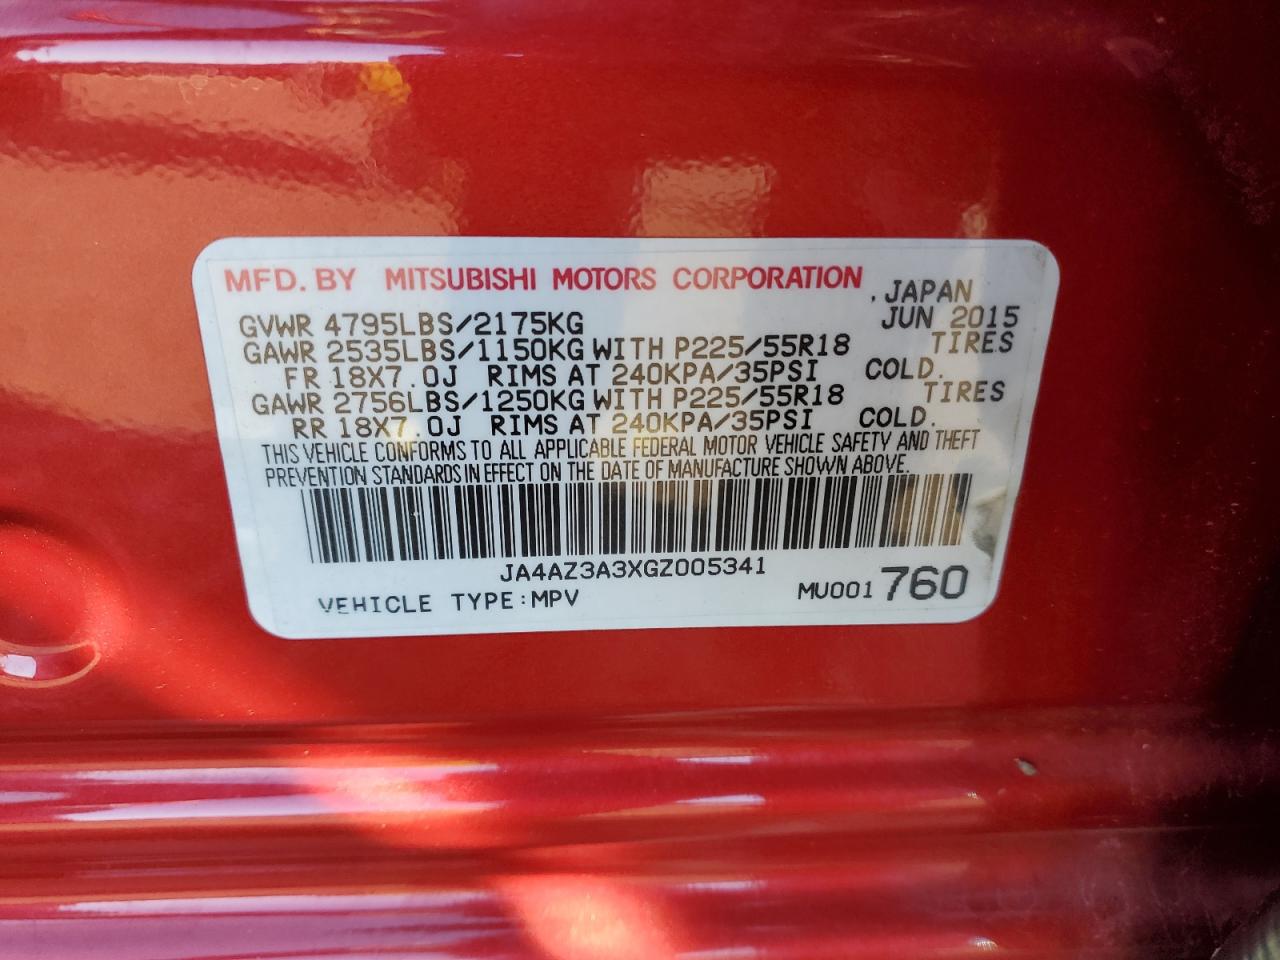 MFD. BY MITSUBISHI MOTORS CORPORATION , JAPAN
GVWR 4795LBS/2175KG JUN 2015
GAWR 2535LBS/1150KG WITH P225/55R18 TIRES
FR 18X7.0J RIMS AT 240KPA/35PSI COLD.
GAWR 2756LBS/1250KG WITH P225/55R18 TIRES
RR 18X7.0J RIMS AT 240KPA/35PSI COLD.
THIS VEHICLE CONFORMS TO ALL APPLICABLE FEDERAL MOTOR VEHICLE SAFETY AND THEFT
PREVENTION STANDARDS IN EFFECT ON THE DATE OF MANUFACTURE SHOWN ABOVE.
JA4AZ3A3XGZ005341
VEHICLE TYPE:MPV MU001760